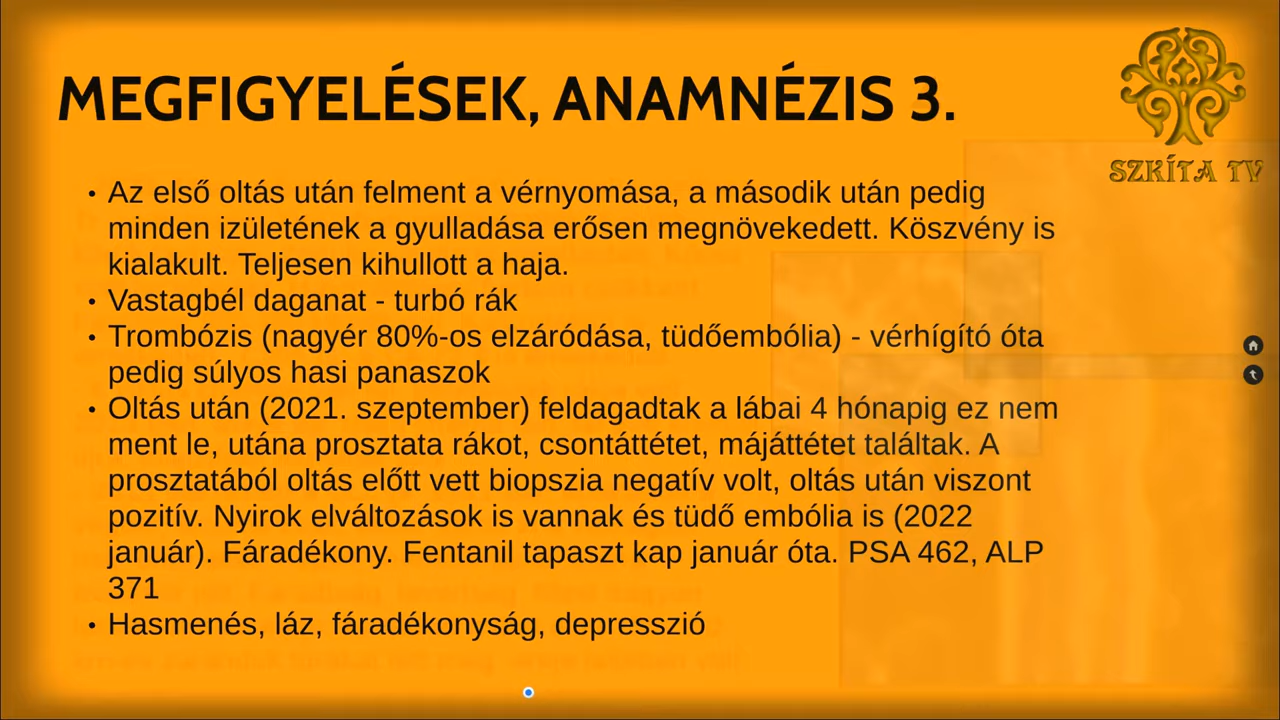 MEGFIGYELÉSEK, ANAMNÉZIS 3.
SZKÍTA TV
• Az első oltás után felment a vérnyomása, a második után pedig
minden izületének a gyulladása erősen megnövekedett. Köszvény is
kialakult. Teljesen kihullott a haja.
• Vastagbél daganat - turbó rák
• Trombózis (nagyér 80%-os elzáródása, tüdőembólia) - vérhígító óta
pedig súlyos hasi panaszok
• Oltás után (2021. szeptember) feldagadtak a lábai 4 hónapig ez nem
ment le, utána prosztata rákot, csontáttétet, májáttétet találtak. A
prosztatából oltás előtt vett biopszia negatív volt, oltás után viszont
pozitív. Nyirok elváltozások is vannak és tüdő embólia is (2022
január). Fáradékony. Fentanil tapaszt kap január óta. PSA 462, ALP
371
• Hasmenés, láz, fáradékonyság, depresszió